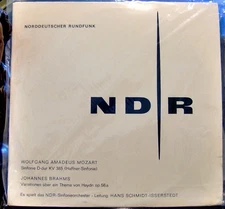 NORDDEUTSCHER RUNDFUNK
NDR
WOLFGANG AMADEUS MOZART
Sinfonie D-dur KV 385 (Haffner-Sinfonie)
JOHANNES BRAHMS
Variationen über ein Thema von Haydn op. 56a
Es spielt das NDR-Sinfonieorchester · Leitung: HANS SCHMIDT-ISSERSTEDT